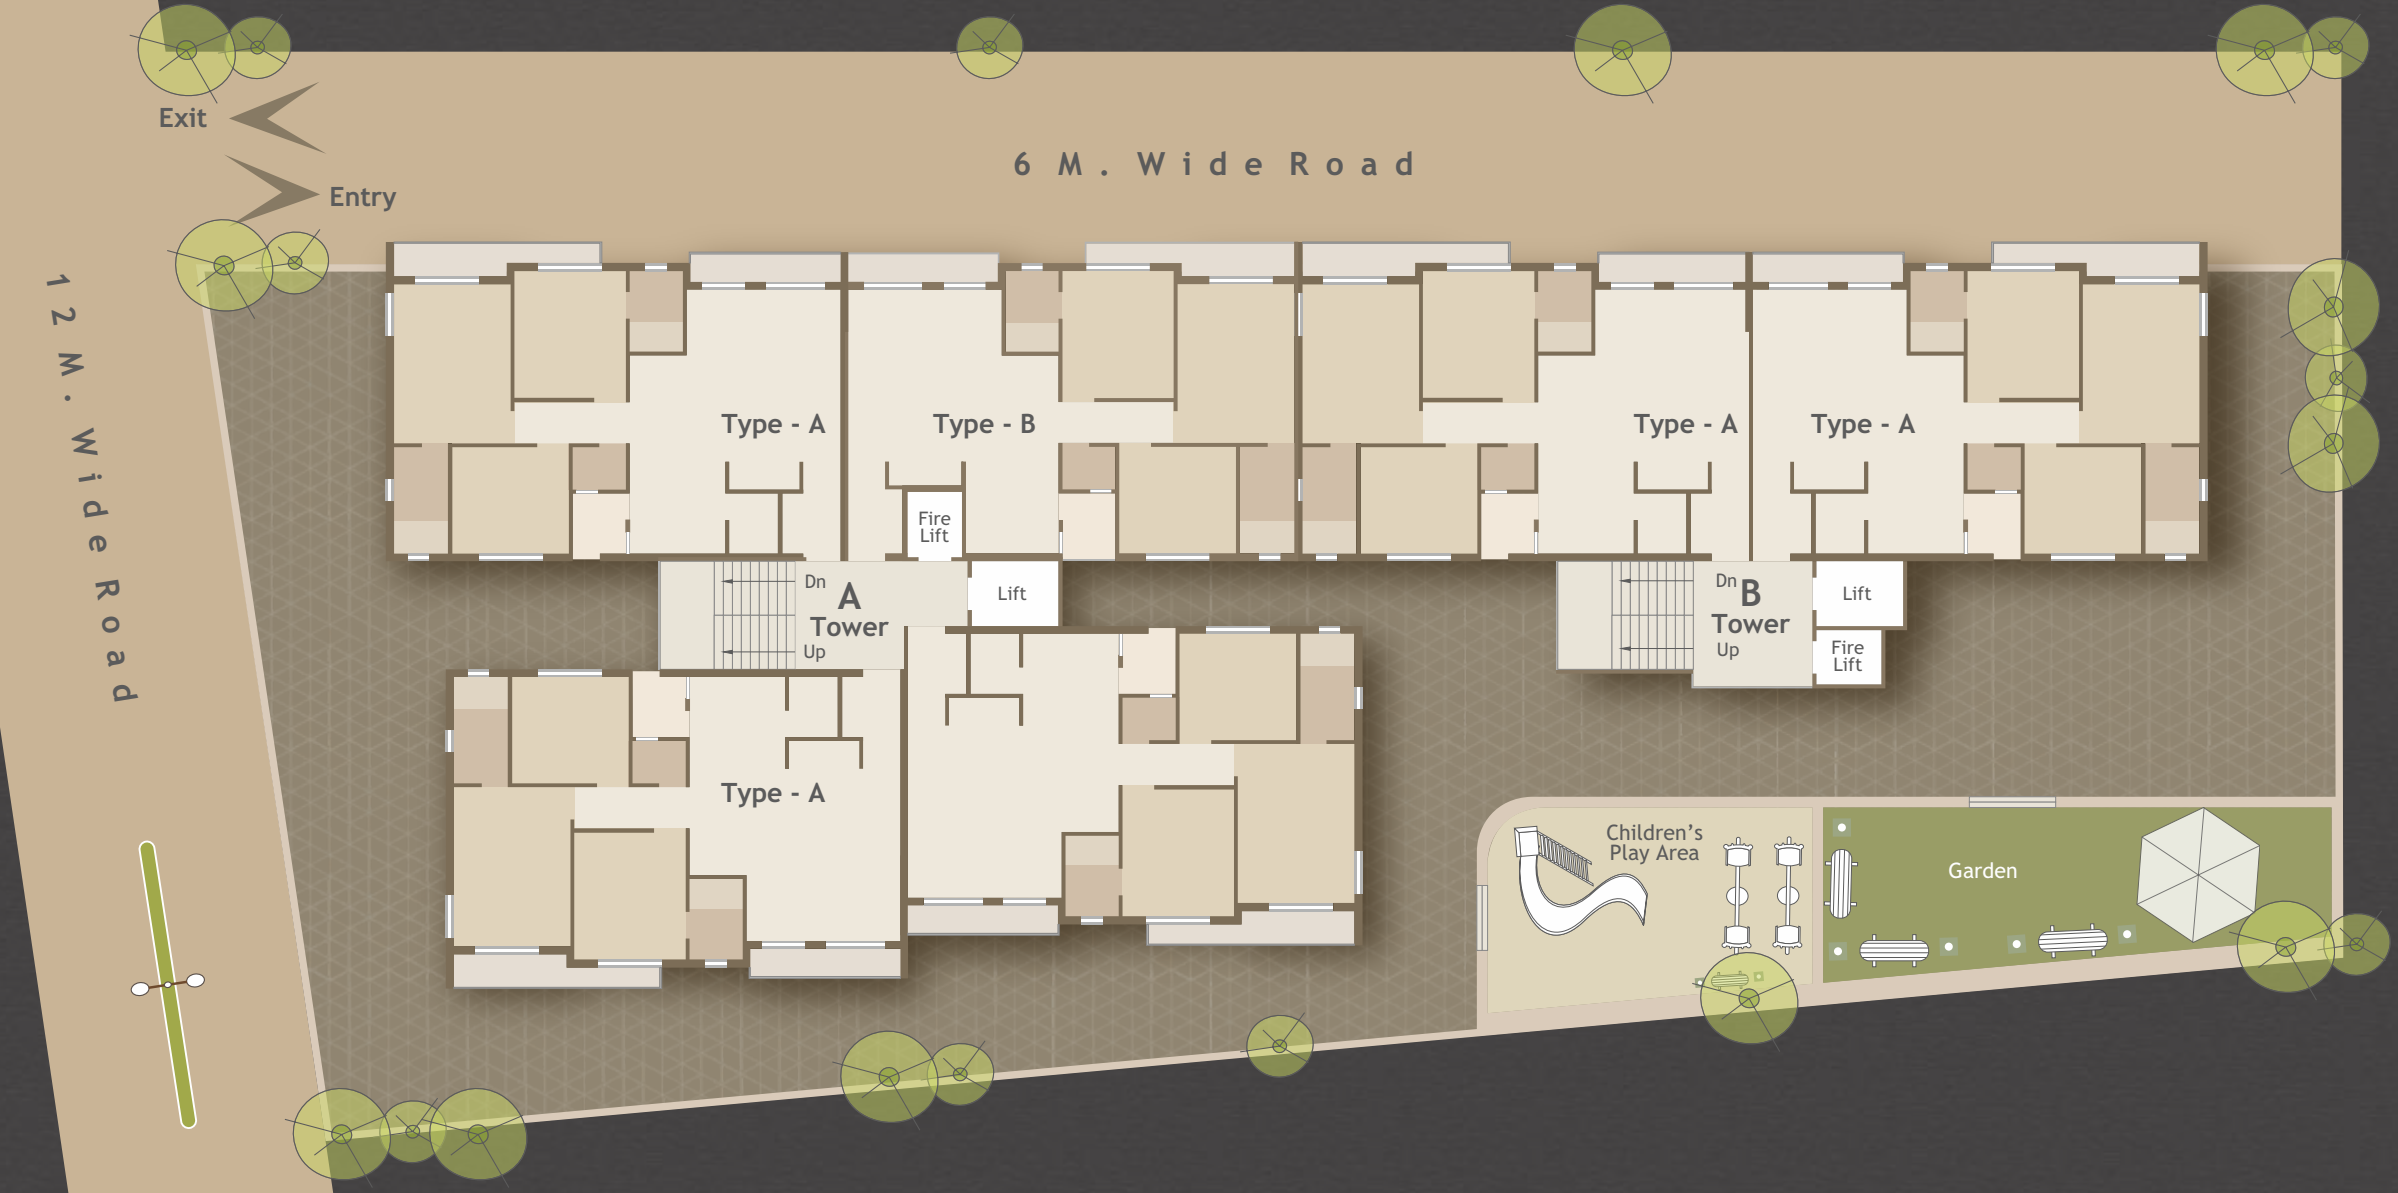 Exit
Entry
6 M. Wide Road
12 M. Wide Road
Type - A
Type - B
Type - A
Type - A
Fire
Lift
Lift
Dn
A
Tower
Up
Dn
B
Tower
Up
Lift
Fire
Lift
Type - A
Children's
Play Area
Garden